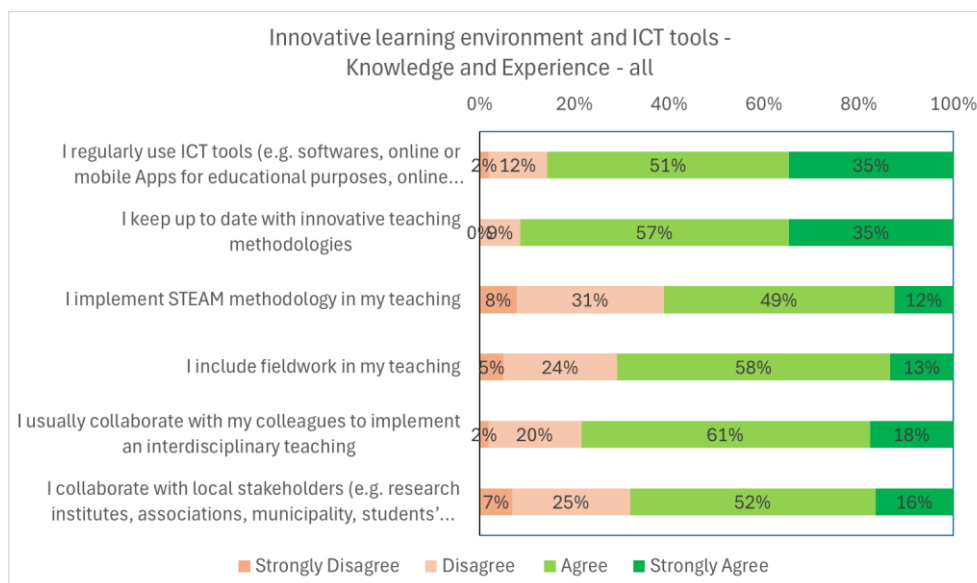 Innovative learning environment and ICT tools -
Knowledge and Experience - all
0% 20% 40% 60% 80% 100%
I regularly use ICT tools (e.g. softwares, online or
mobile Apps for educational purposes, online...
2% 12% 51% 35%
I keep up to date with innovative teaching
methodologies
0% 9% 57% 35%
I implement STEAM methodology in my teaching
8% 31% 49% 12%
I include fieldwork in my teaching
5% 24% 58% 13%
I usually collaborate with my colleagues to implement
an interdisciplinary teaching
2% 20% 61% 18%
I collaborate with local stakeholders (e.g. research
institutes, associations, municipality, students’...
7% 25% 52% 16%
Strongly Disagree Disagree Agree Strongly Agree